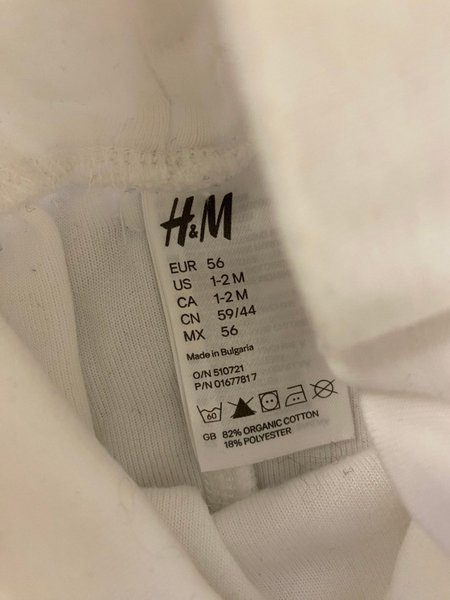 H&M
EUR 56
US 1-2 M
CA 1-2 M
CN 59/44
MX 56
Made in Bulgaria
O/N 510721
P/N 01677817
60
GB 82% ORGANIC COTTON
18% POLYESTER